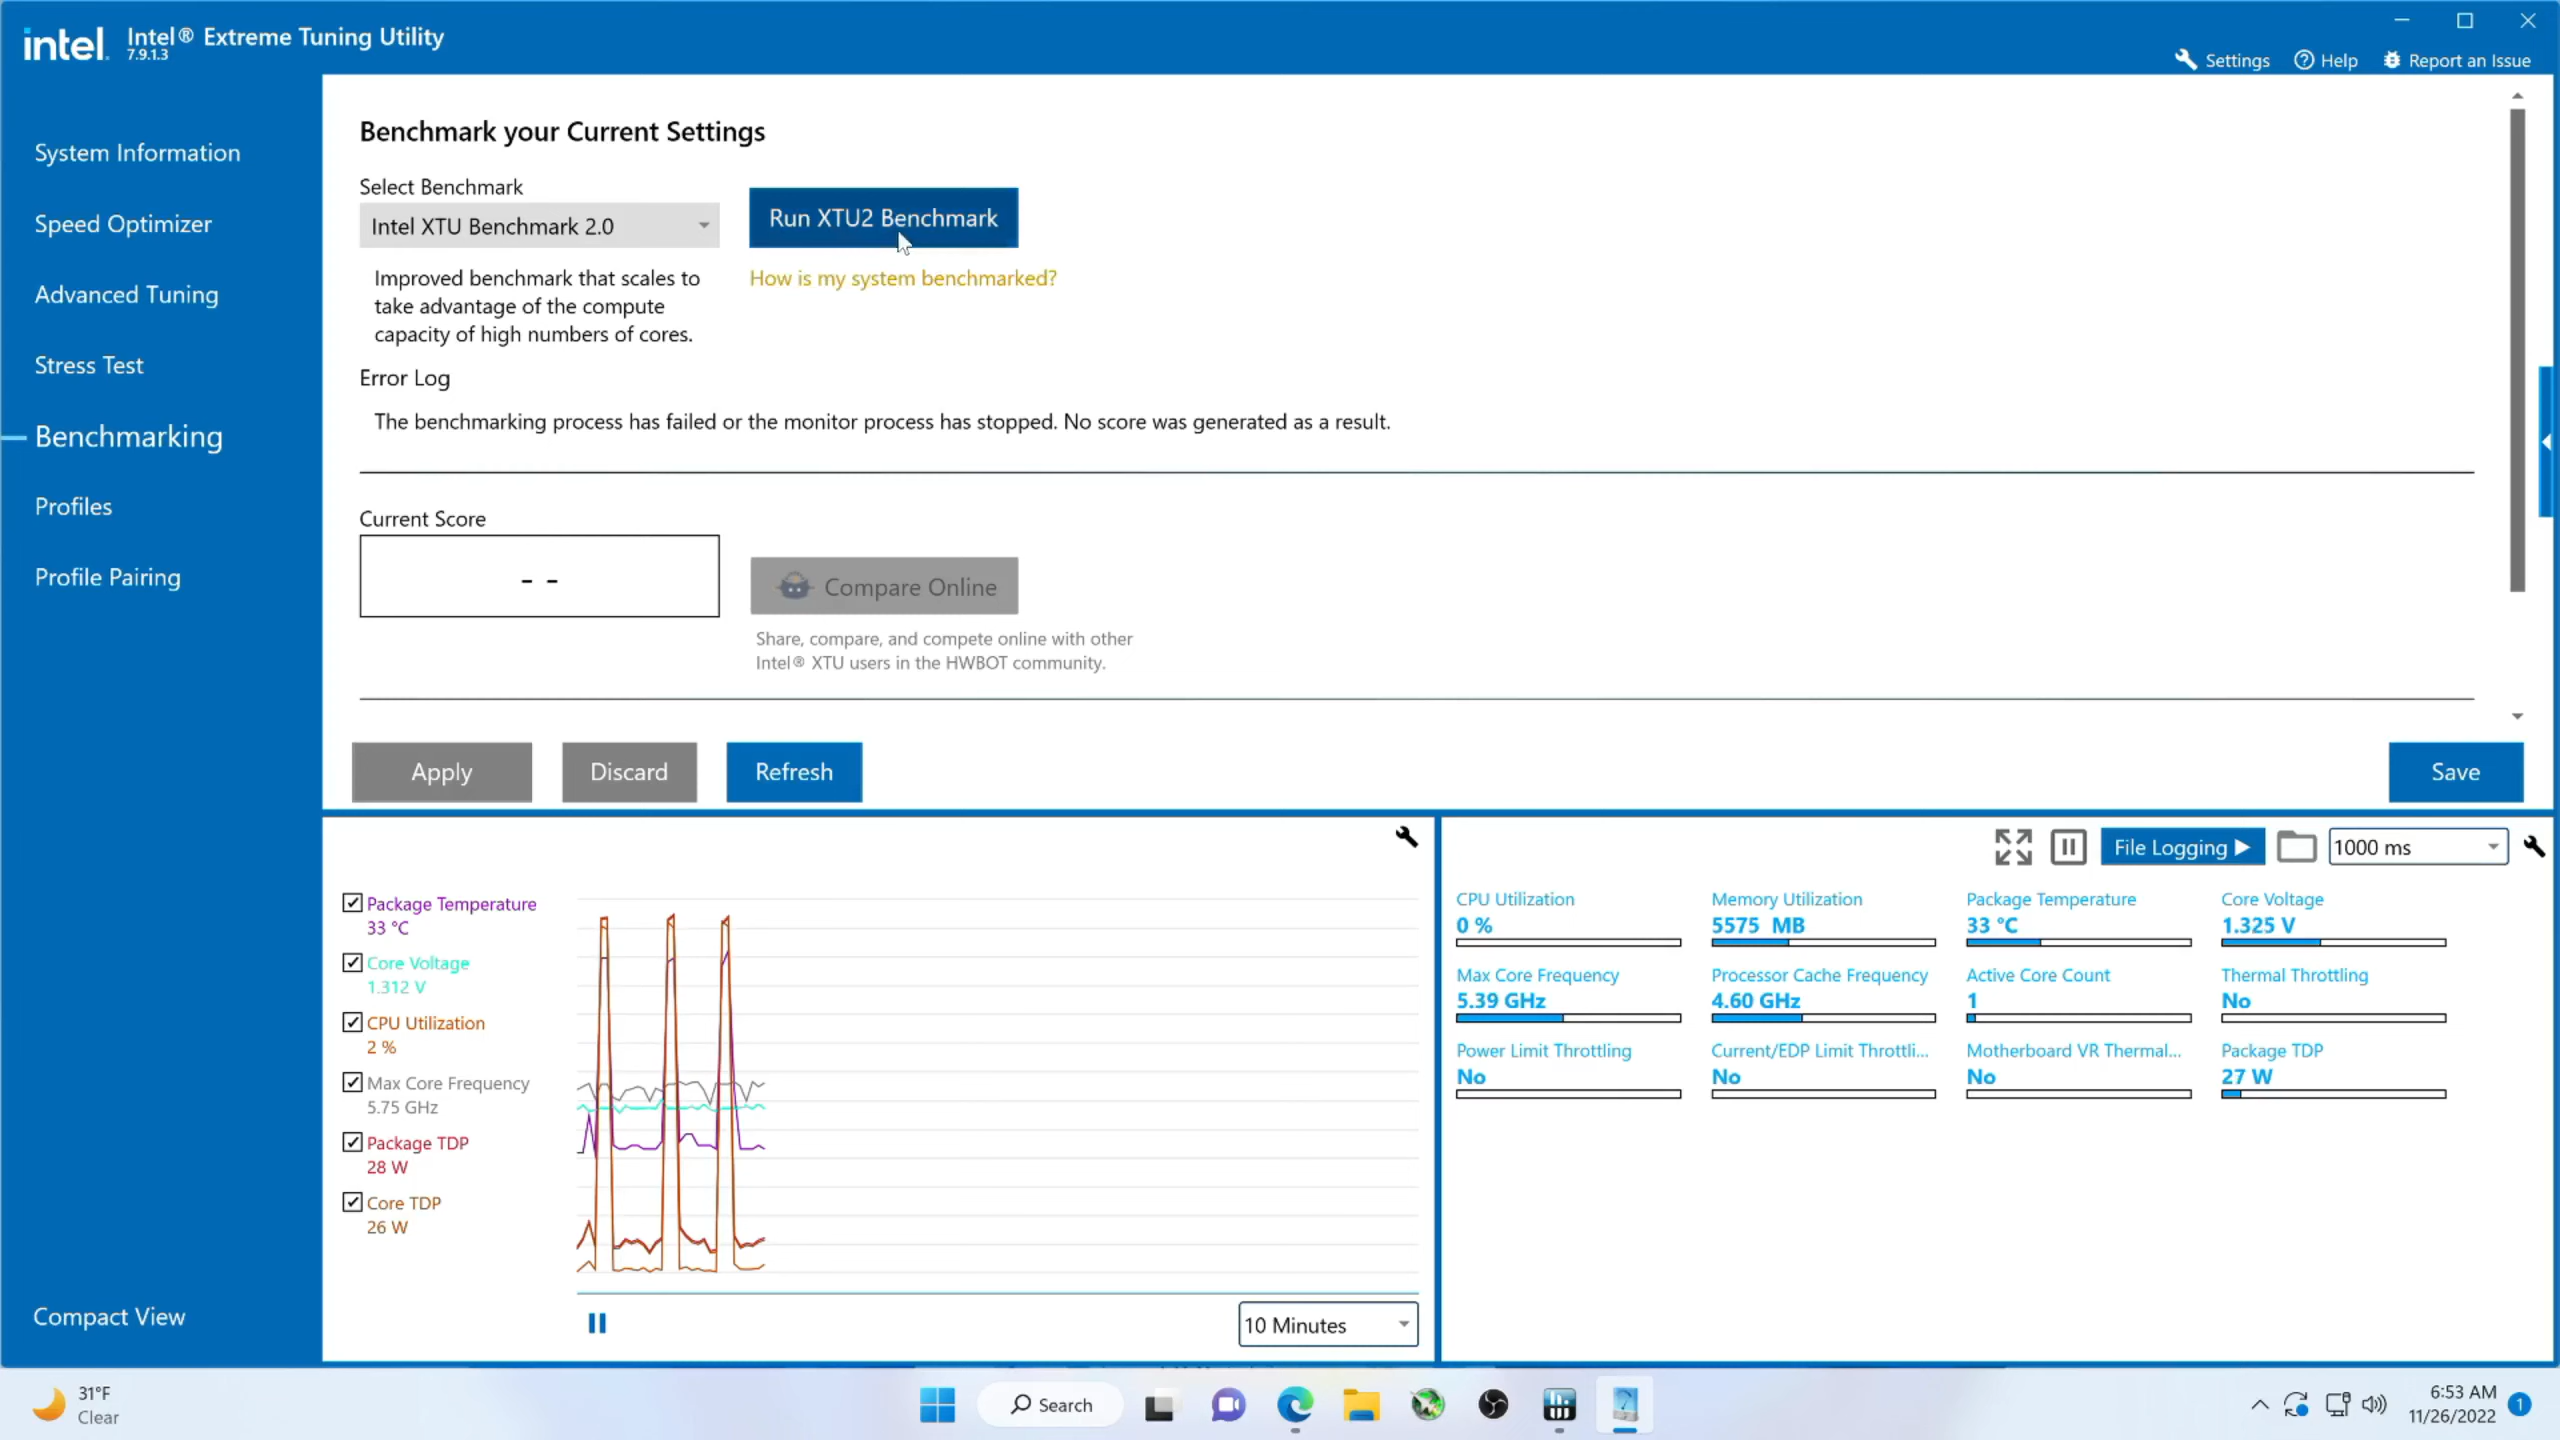 intel.
Intel® Extreme Tuning Utility
7.9.1.3
Settings
Help
Report an Issue
System Information
Speed Optimizer
Advanced Tuning
Stress Test
Benchmarking
Profiles
Profile Pairing
Compact View
Benchmark your Current Settings
Select Benchmark
Intel XTU Benchmark 2.0
Run XTU2 Benchmark
Improved benchmark that scales to
take advantage of the compute
capacity of high numbers of cores.
How is my system benchmarked?
Error Log
The benchmarking process has failed or the monitor process has stopped. No score was generated as a result.
Current Score
- -
Compare Online
Share, compare, and compete online with other
Intel® XTU users in the HWBOT community.
Apply
Discard
Refresh
Save
Package Temperature
33 °C
Core Voltage
1.312 V
CPU Utilization
2 %
Max Core Frequency
5.75 GHz
Package TDP
28 W
Core TDP
26 W
10 Minutes
File Logging
1000 ms
CPU Utilization
0 %
Memory Utilization
5575 MB
Package Temperature
33 °C
Core Voltage
1.325 V
Max Core Frequency
5.39 GHz
Processor Cache Frequency
4.60 GHz
Active Core Count
1
Thermal Throttling
No
Power Limit Throttling
No
Current/EDP Limit Throttli...
No
Motherboard VR Thermal...
No
Package TDP
27 W
31°F
Clear
Search
6:53 AM
11/26/2022
1